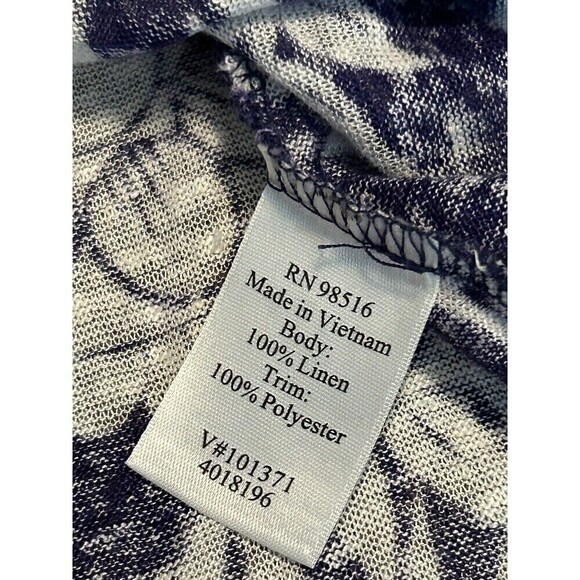 RN 98516
Made in Vietnam
Body:
100% Linen
Trim:
100% Polyester
V#101371
4018196